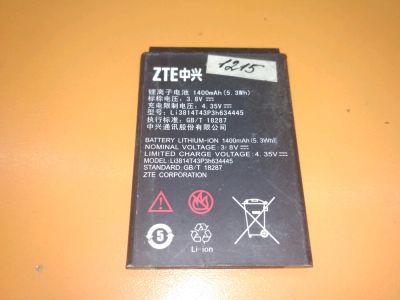 ZTE中兴
1215
锂离子电池 1400mAh(5.3Wh)
标称电压: 3.8V
充电限制电压: 4.35V
型号: Li3814T43P3h634445
执行标准: GB/T 18287
中兴通讯股份有限公司
BATTERY LITHIUM-ION 1400mAh(5.3Wh)
NOMINAL VOLTAGE: 3.8V
LIMITED CHARGE VOLTAGE: 4.35V
MODEL: Li3814T43P3h634445
STANDARD: GB/T 18287
ZTE CORPORATION
5
Li-ion